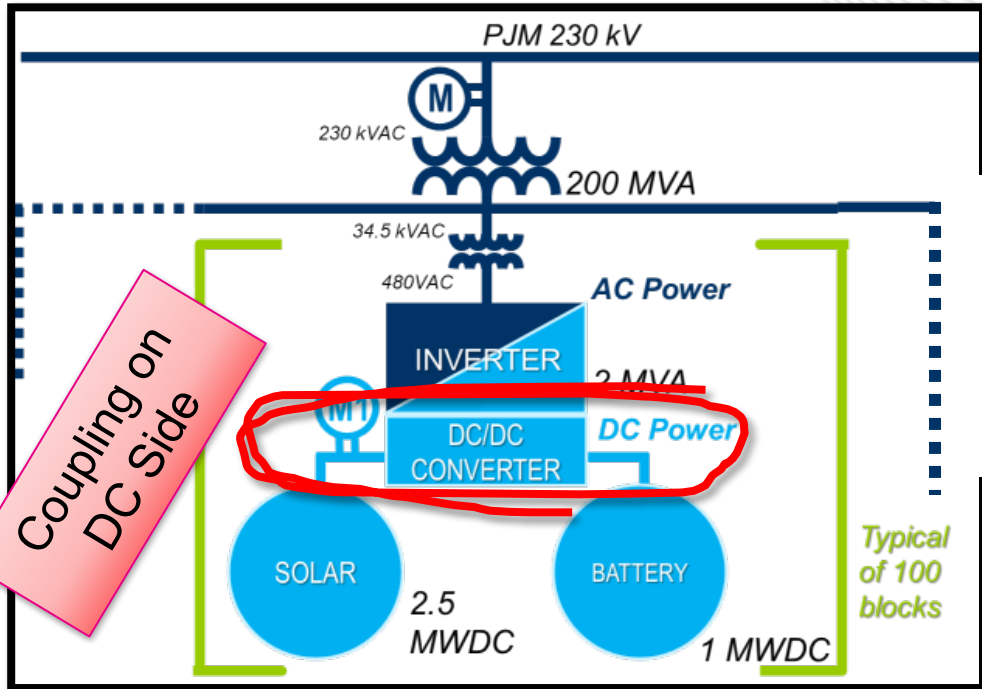 PJM 230 kV
M
230 kVAC
200 MVA
34.5 kVAC
480VAC
AC Power
INVERTER
2 MVA
M1
DC/DC
CONVERTER
DC Power
Coupling on
DC Side
SOLAR
2.5
MWDC
BATTERY
1 MWDC
Typical
of 100
blocks